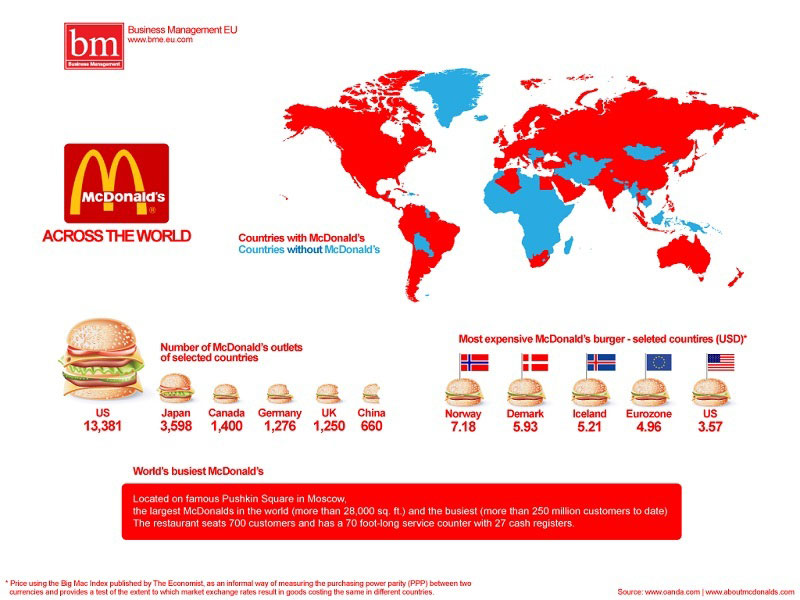 bm
Business Management
Business Management EU
www.bme.eu.com
McDonald's
®
ACROSS THE WORLD
Countries with McDonald's
Countries without McDonald's
Number of McDonald's outlets
of selected countries
US
13,381
Japan
3,598
Canada
1,400
Germany
1,276
UK
1,250
China
660
Most expensive McDonald's burger - seleted countires (USD)*
Norway
7.18
Demark
5.93
Iceland
5.21
Eurozone
4.96
US
3.57
World's busiest McDonald's
Located on famous Pushkin Square in Moscow,
the largest McDonalds in the world (more than 28,000 sq. ft.) and the busiest (more than 250 million customers to date)
The restaurant seats 700 customers and has a 70 foot-long service counter with 27 cash registers.
* Price using the Big Mac Index published by The Economist, as an informal way of measuring the purchasing power parity (PPP) between two
currencies and provides a test of the extent to which market exchange rates result in goods costing the same in different countries.
Source: www.oanda.com | www.aboutmcdonalds.com